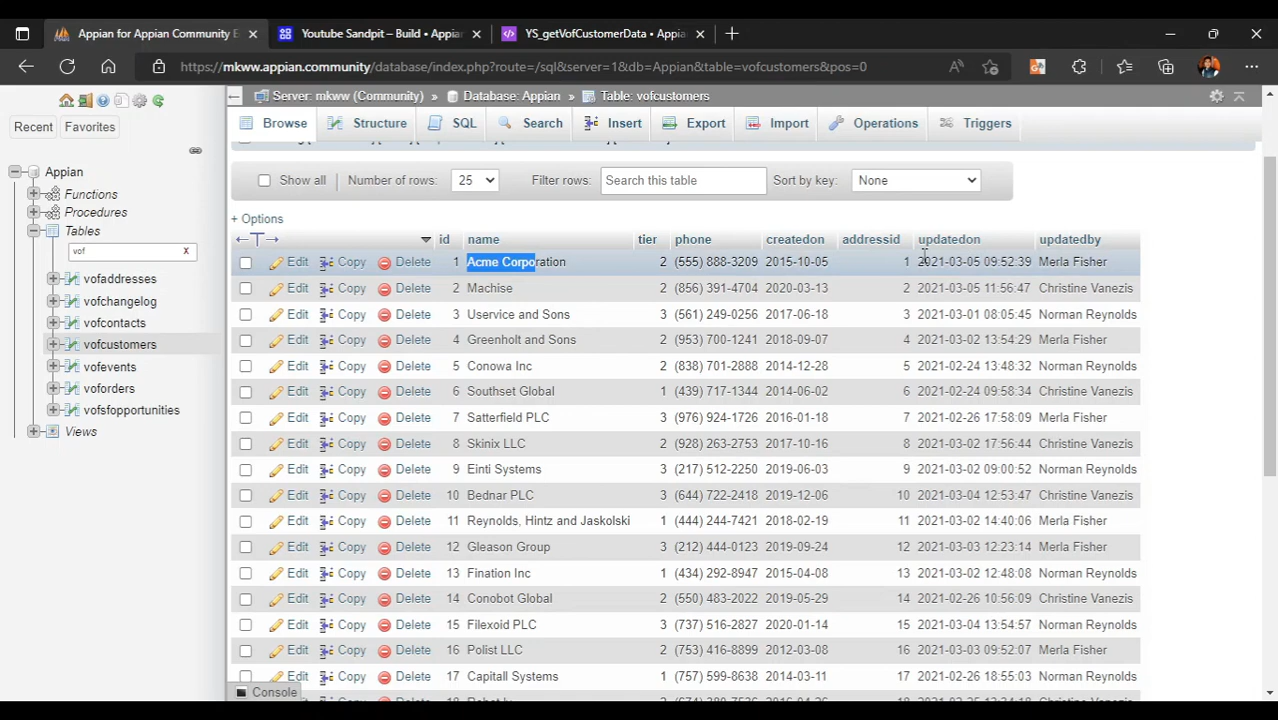 Appian for Appian Community E
Youtube Sandpit – Build • Appian
YS_getVofCustomerData • Appian
https://mkww.appian.community/database/index.php?route=/sql&server=1&db=Appian&table=vofcustomers&pos=0
Recent Favorites
Appian
Functions
Procedures
Tables
vof X
vofaddresses
vofchangelog
vofcontacts
vofcustomers
vofevents
voforders
vofsfopportunities
Views
Server: mkww (Community) » Database: Appian » Table: vofcustomers
Browse Structure SQL Search Insert Export Import Operations Triggers
Show all Number of rows: 25 Filter rows: Search this table Sort by key: None
+ Options
←T→ id name tier phone createdon addressid updatedon updatedby
Edit Copy Delete 1 Acme Corporation 2 (555) 888-3209 2015-10-05 1 2021-03-05 09:52:39 Merla Fisher
Edit Copy Delete 2 Machise 2 (856) 391-4704 2020-03-13 2 2021-03-05 11:56:47 Christine Vanezis
Edit Copy Delete 3 Uservice and Sons 3 (561) 249-0256 2017-06-18 3 2021-03-01 08:05:45 Norman Reynolds
Edit Copy Delete 4 Greenholt and Sons 2 (953) 700-1241 2018-09-07 4 2021-03-02 13:54:29 Merla Fisher
Edit Copy Delete 5 Conowa Inc 2 (838) 701-2888 2014-12-28 5 2021-02-24 13:48:32 Norman Reynolds
Edit Copy Delete 6 Southset Global 1 (439) 717-1344 2014-06-02 6 2021-02-24 09:58:34 Christine Vanezis
Edit Copy Delete 7 Satterfield PLC 3 (976) 924-1726 2016-01-18 7 2021-02-26 17:58:09 Merla Fisher
Edit Copy Delete 8 Skinix LLC 2 (928) 263-2753 2017-10-16 8 2021-02-26 17:56:44 Christine Vanezis
Edit Copy Delete 9 Einti Systems 3 (217) 512-2250 2019-06-03 9 2021-03-02 09:00:52 Norman Reynolds
Edit Copy Delete 10 Bednar PLC 3 (644) 722-2418 2019-12-06 10 2021-03-04 12:53:47 Christine Vanezis
Edit Copy Delete 11 Reynolds, Hintz and Jaskolski 1 (444) 244-7421 2018-02-19 11 2021-03-02 14:40:06 Merla Fisher
Edit Copy Delete 12 Gleason Group 3 (212) 444-0123 2019-09-24 12 2021-03-03 12:23:14 Merla Fisher
Edit Copy Delete 13 Fination Inc 1 (434) 292-8947 2015-04-08 13 2021-03-02 12:48:08 Norman Reynolds
Edit Copy Delete 14 Conobot Global 2 (550) 483-2022 2019-05-29 14 2021-02-26 10:56:09 Christine Vanezis
Edit Copy Delete 15 Filexoid PLC 3 (737) 516-2827 2020-01-14 15 2021-03-04 13:54:57 Norman Reynolds
Edit Copy Delete 16 Polist LLC 2 (753) 416-8899 2012-03-08 16 2021-03-03 09:52:07 Merla Fisher
Edit Copy Delete 17 Capitall Systems 1 (757) 599-8638 2014-03-11 17 2021-02-26 18:55:03 Norman Reynolds
Console